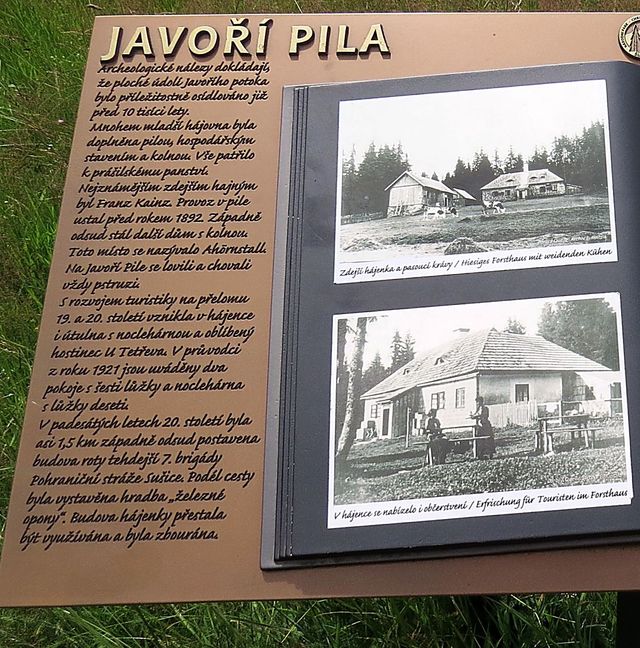 JAVOŘÍ PILA
Archeologické nálezy dokládají,
že ploché údolí Javořího potoka
bylo příležitostně osídlováno již
před 10 tisíci lety.
Mnohem mladší hájovna byla
doplněna pilou, hospodářským
stavením a kolnou. Vše patřilo
k prášilskému panství.
Nejznámějším zdejším hajným
byl Franz Kainz. Provoz v pile
ustal před rokem 1892. Západně
odsud stál další dům s kolnou.
Toto místo se nazývalo Ahörnstall.
Na Javoří Pile se lovili a chovali
vždy pstruzi.
S rozvojem turistiky na přelomu
19. a 20. století vznikla v hájence
i útulna s noclehárnou a oblíbený
hostinec U Tetřeva. V průvodci
z roku 1921 jsou uváděny dva
pokoje s šesti lůžky a noclehárna
s lůžky deseti.
V padesátých letech 20. století byla
asi 1,5 km západně odsud postavena
budova roty tehdejší 7. brigády
Pohraniční stráže Sušice. Podél cesty
byla vystavěna hradba „železné
opony“. Budova hájenky přestala
být využívána a byla zbourána.
Zdejší hájenka a pasoucí krávy / Hiesiges Forsthaus mit weidenden Kühen
V hájence se nabízelo i občerstvení / Erfrischung für Touristen im Forsthaus